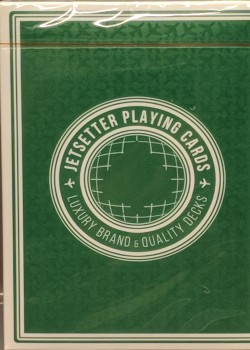 JETSETTER PLAYING CARDS
LUXURY BRAND & QUALITY DECKS